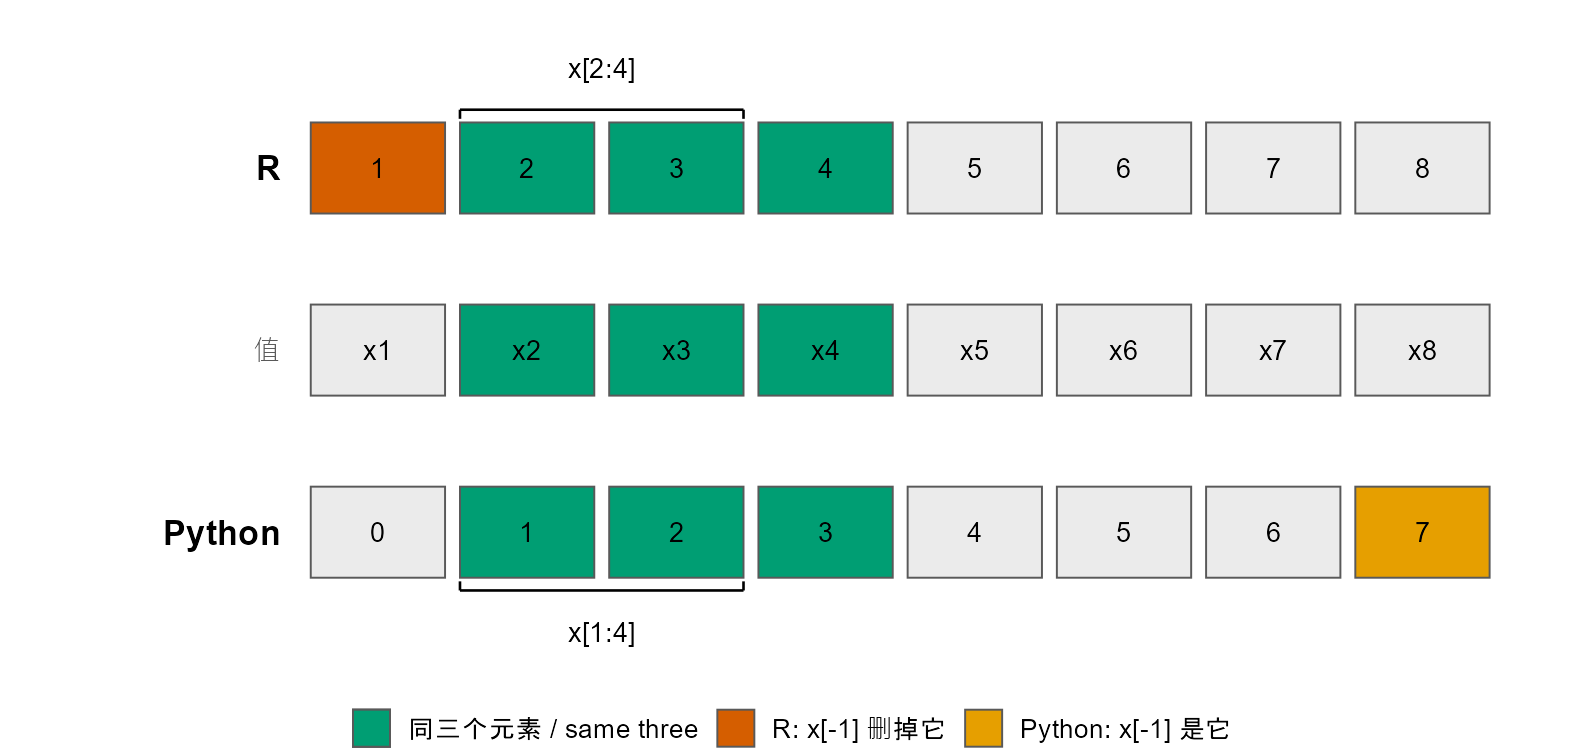 x[2:4]
R 1 2 3 4 5 6 7 8
值 x1 x2 x3 x4 x5 x6 x7 x8
Python 0 1 2 3 4 5 6 7
x[1:4]
同三个元素 / same three R: x[-1] 删掉它 Python: x[-1] 是它